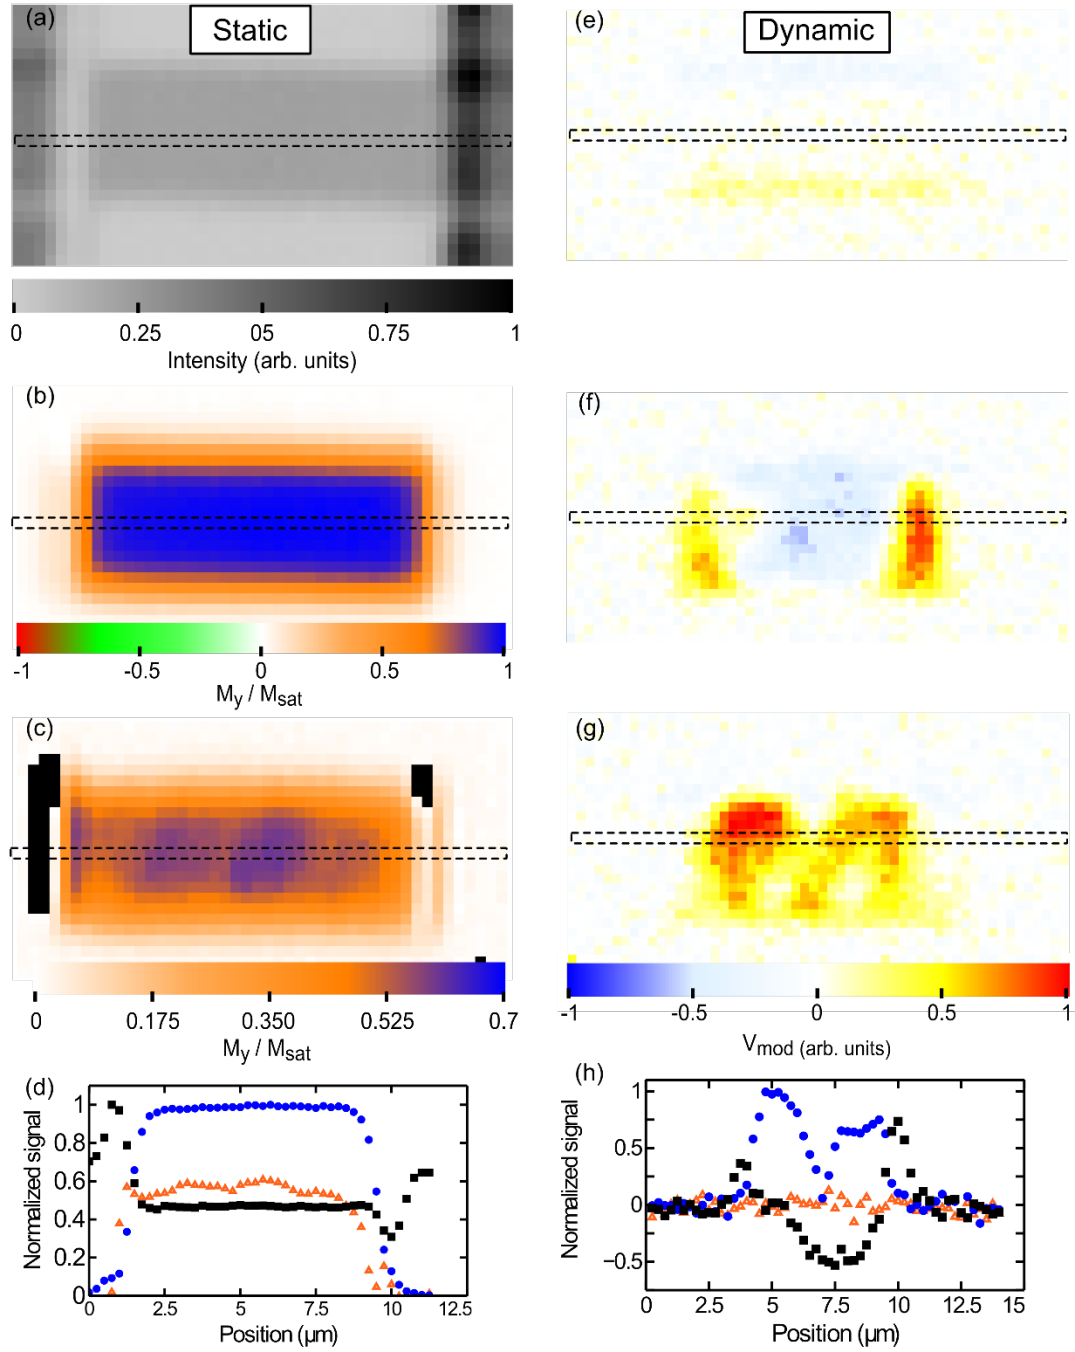 (a)
Static
0 0.25 05 0.75 1
Intensity (arb. units)
(b)
-1 -0.5 0 0.5 1
My / Msat
(c)
0 0.175 0.350 0.525 0.7
My / Msat
(d)
Normalized signal
1
0.8
0.6
0.4
0.2
0
0 2.5 5 7.5 10 12.5
Position (µm)
(e)
Dynamic
(f)
(g)
-1 -0.5 0 0.5 1
Vmod (arb. units)
(h)
Normalized signal
1
0.5
0
−0.5
0 2.5 5 7.5 10 12.5 15
Position (µm)